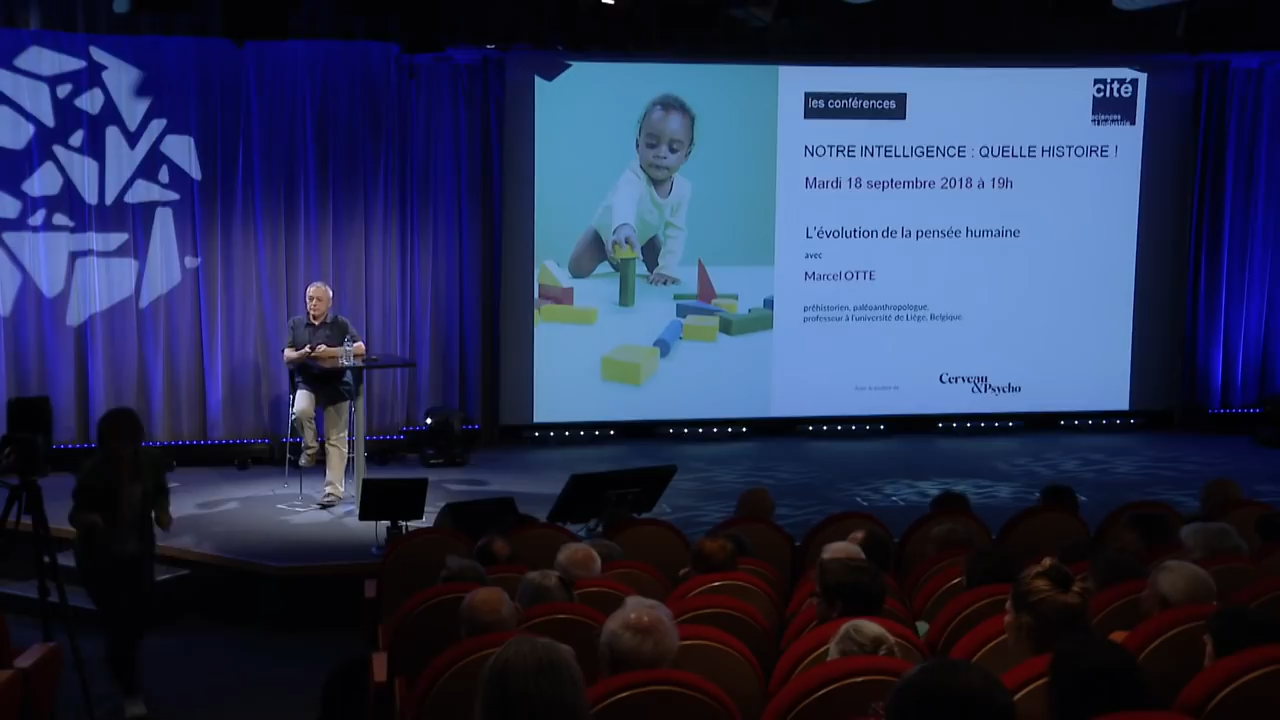 les conférences
cité
sciences
et industrie
NOTRE INTELLIGENCE : QUELLE HISTOIRE !
Mardi 18 septembre 2018 à 19h
L'évolution de la pensée humaine
avec
Marcel OTTE
préhistorien, paléoanthropologue,
professeur à l'université de Liège, Belgique.
Cerveau
&Psycho